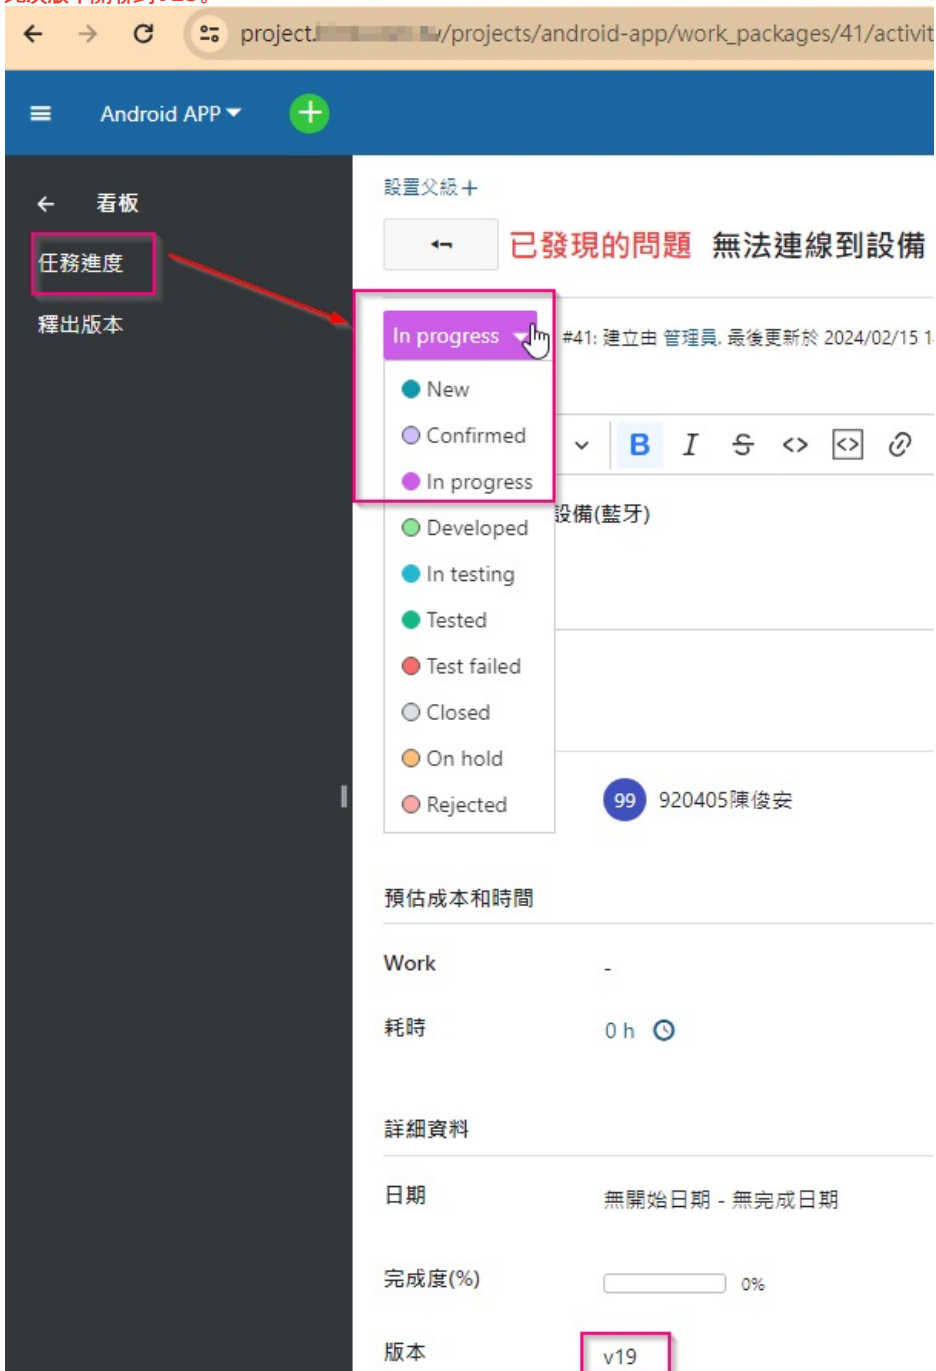 project.
/projects/android-app/work_packages/41/activit
Android APP
看板
任務進度
釋出版本
設置父級+
已發現的問題 無法連線到設備
In progress
#41: 建立由 管理員. 最後更新於 2024/02/15 1
New
Confirmed
In progress
Developed
In testing
Tested
Test failed
Closed
On hold
Rejected
B I S <> <>
設備(藍牙)
99 920405陳俊安
預估成本和時間
Work -
耗時 0 h
詳細資料
日期 無開始日期 - 無完成日期
完成度(%) 0%
版本 v19